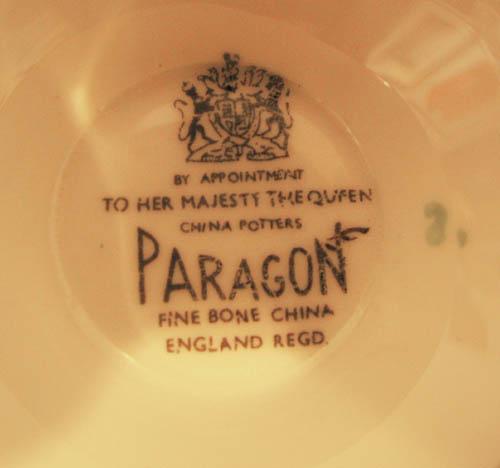 BY APPOINTMENT
TO HER MAJESTY THE QUEEN
CHINA POTTERS
PARAGON
FINE BONE CHINA
ENGLAND REGD.